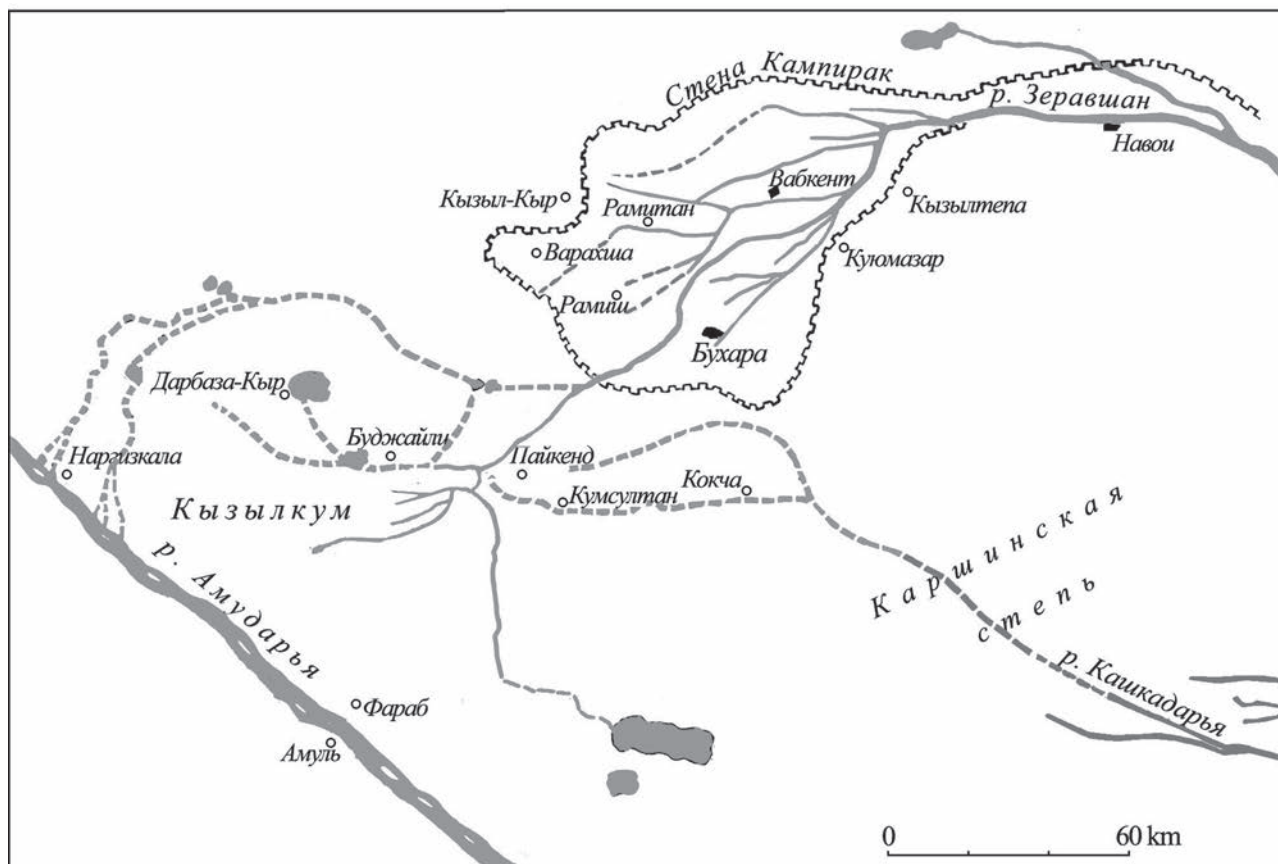 Стена Кампирак
р. Зеравшан
Навои
Вабкент
Кызыл-Кыр
Рамитан
Кызылтепа
Варахша
Куюмазар
Рамиш
Бухара
Дарбаза-Кыр
Буджайли
Наргизкала
Пайкенд
Кокча
Кумсултан
Кызылкум
Каршинская
степь
р. Амударья
р. Кашкадарья
Фараб
Амуль
0 60 km